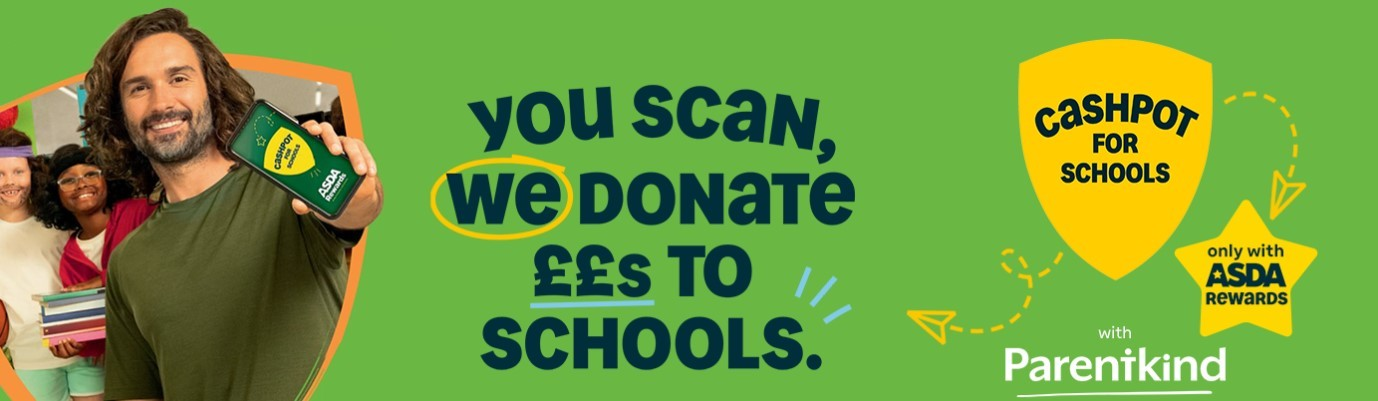 CASHPOT
FOR
SCHOOLS
ASDA
Rewards
YOU SCAN,
WE DONATE
££s TO
SCHOOLS.
CASHPOT
FOR
SCHOOLS
only with
ASDA
REWARDS
with
Parentkind